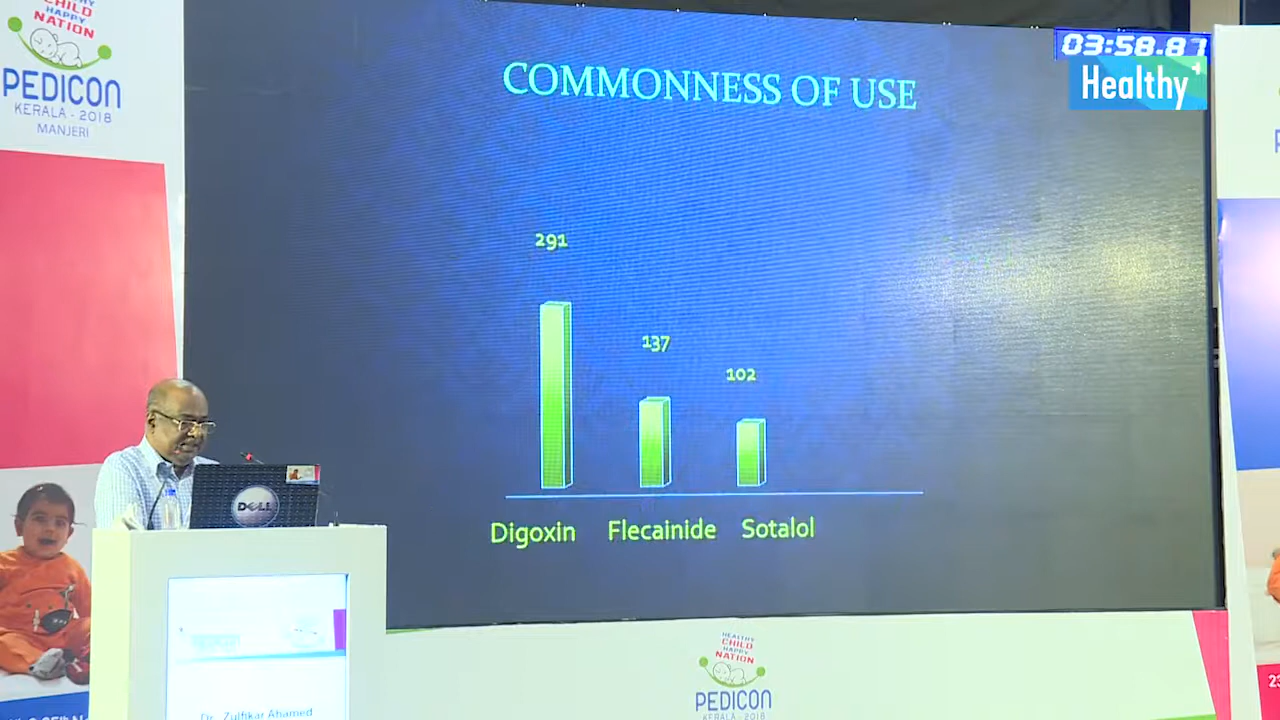 CHILD
HAPPY
NATION
PEDICON
KERALA - 2018
MANJERI
COMMONNESS OF USE
03:58.87
Healthy+
291
137
102
Digoxin Flecainide Sotalol
DELL
Dr. Zulfikar Ahamed
HEALTHY
CHILD
HAPPY
NATION
PEDICON
KERALA - 2018